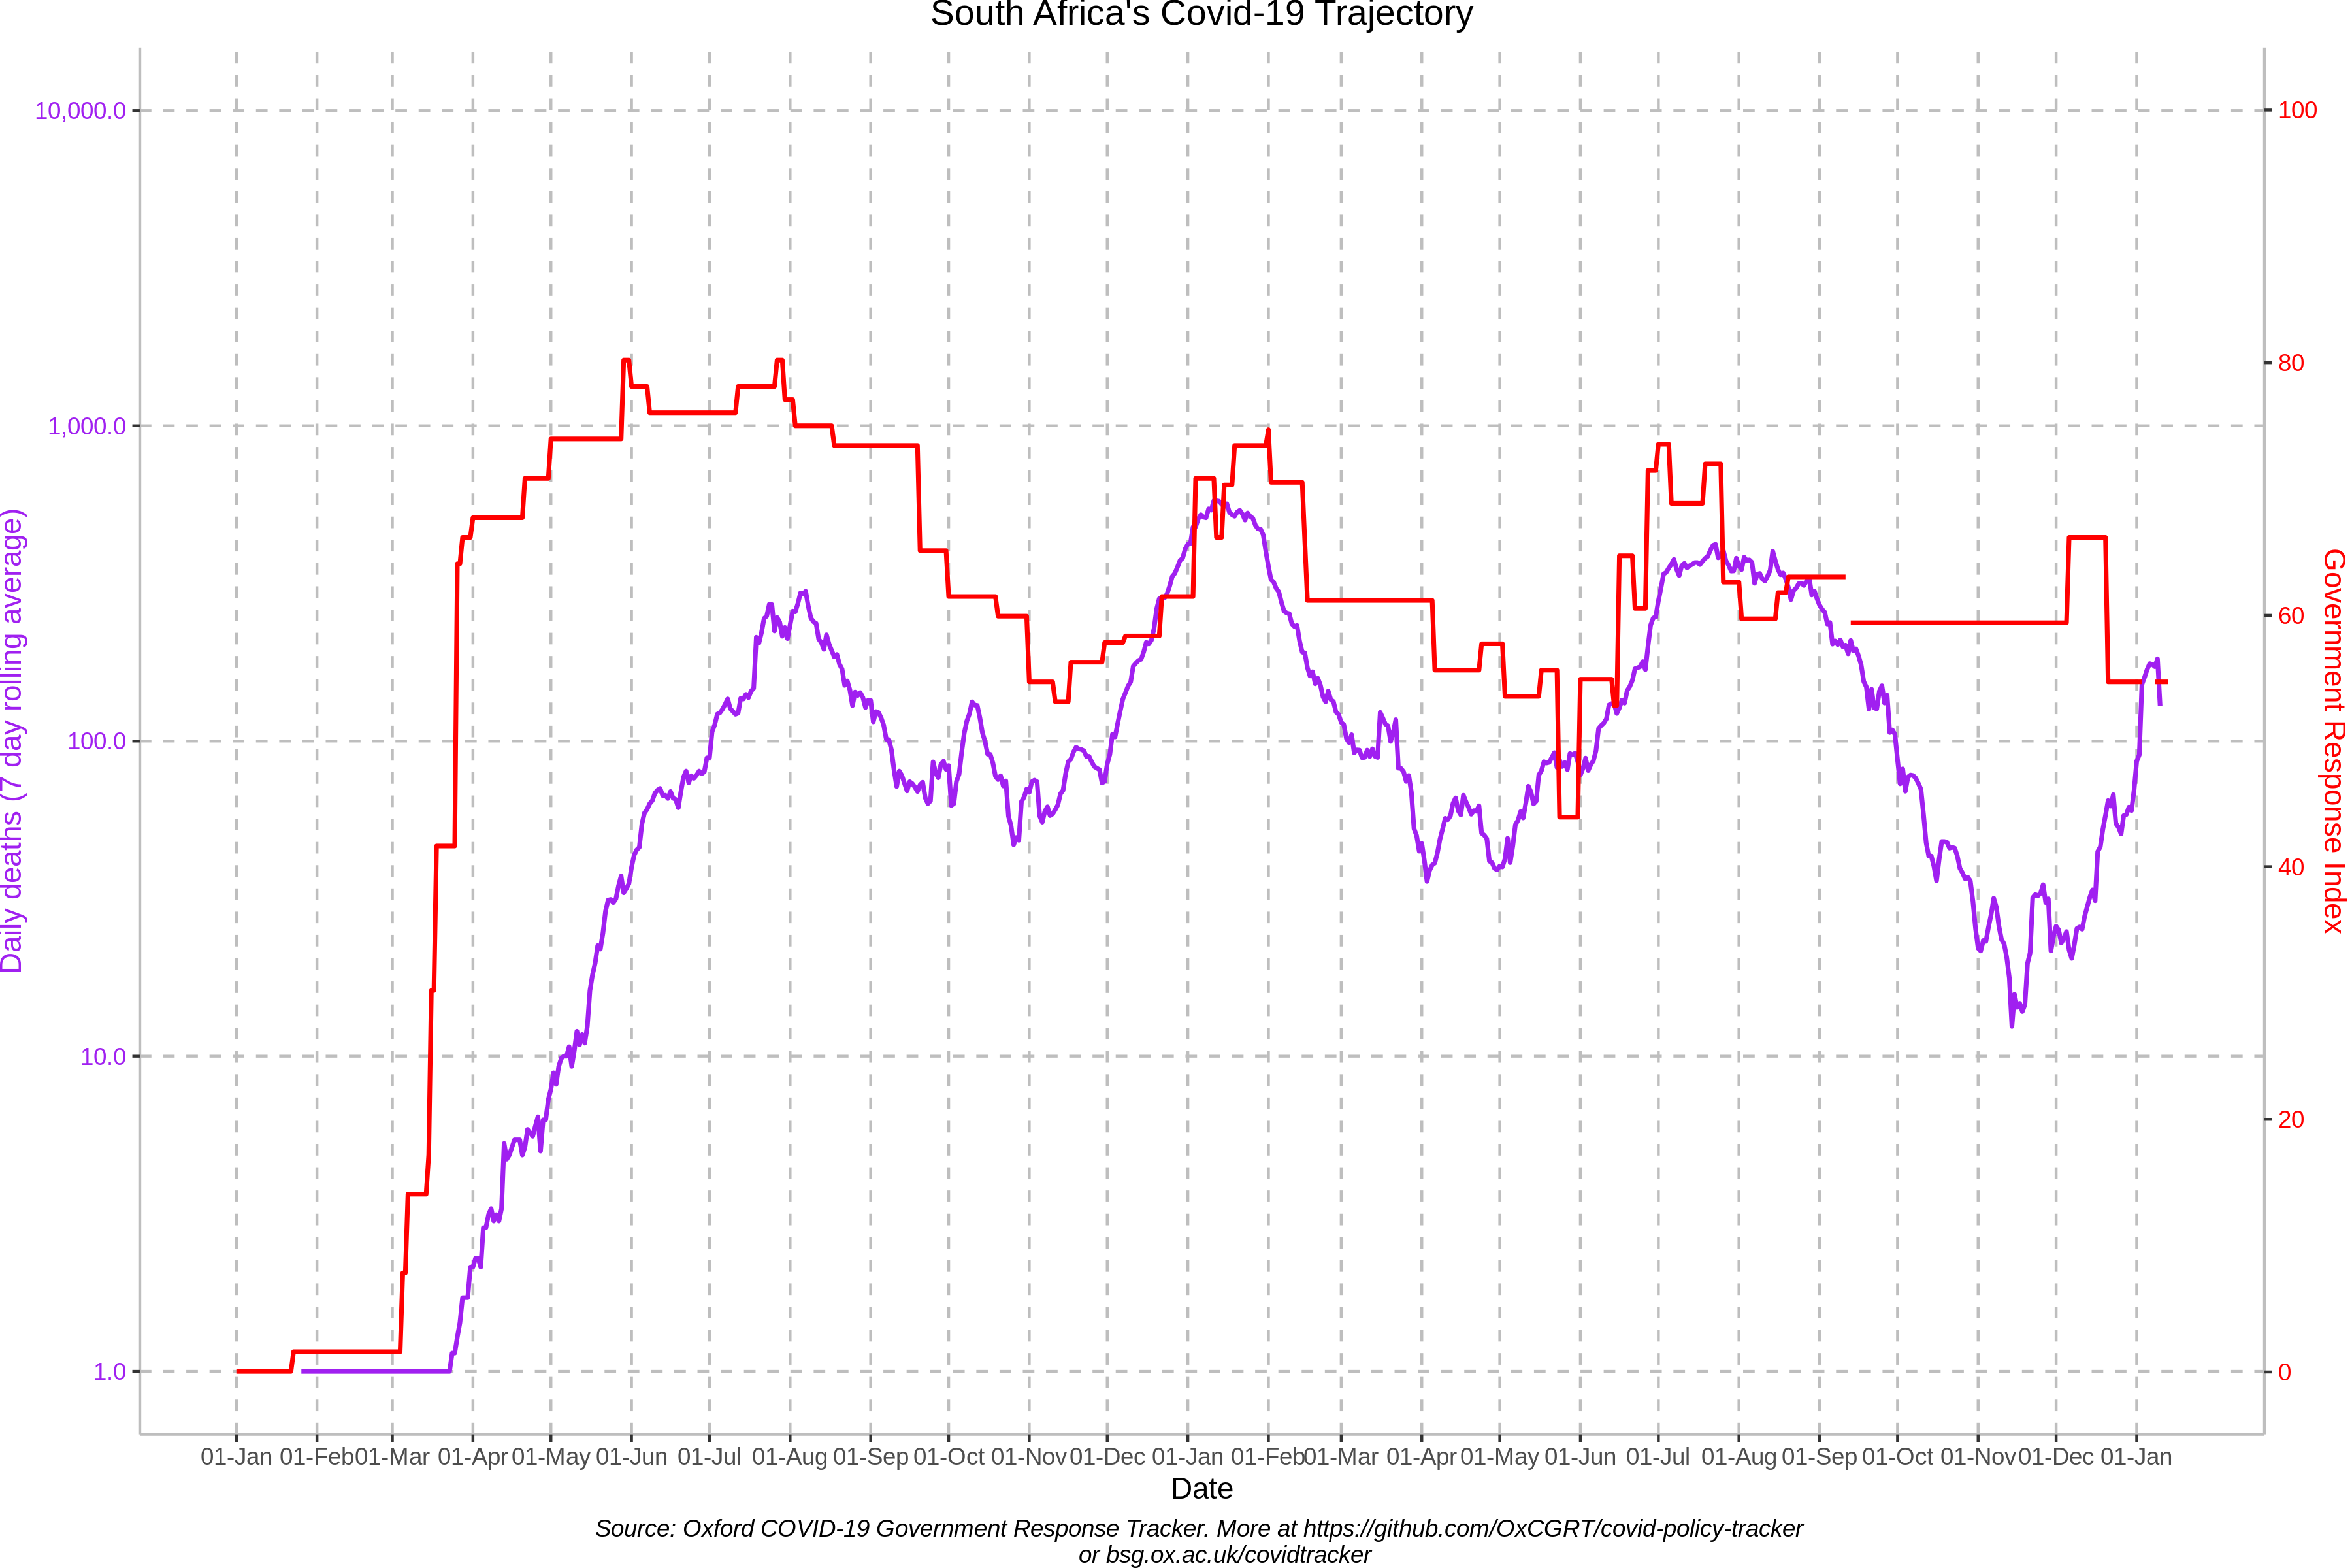 South Africa's Covid-19 Trajectory
10,000.0
1,000.0
100.0
10.0
1.0
Daily deaths (7 day rolling average)
100
80
60
40
20
0
Government Response Index
01-Jan 01-Feb 01-Mar 01-Apr 01-May 01-Jun 01-Jul 01-Aug 01-Sep 01-Oct 01-Nov 01-Dec 01-Jan 01-Feb 01-Mar 01-Apr 01-May 01-Jun 01-Jul 01-Aug 01-Sep 01-Oct 01-Nov 01-Dec 01-Jan
Date
Source: Oxford COVID-19 Government Response Tracker. More at https://github.com/OxCGRT/covid-policy-tracker
or bsg.ox.ac.uk/covidtracker